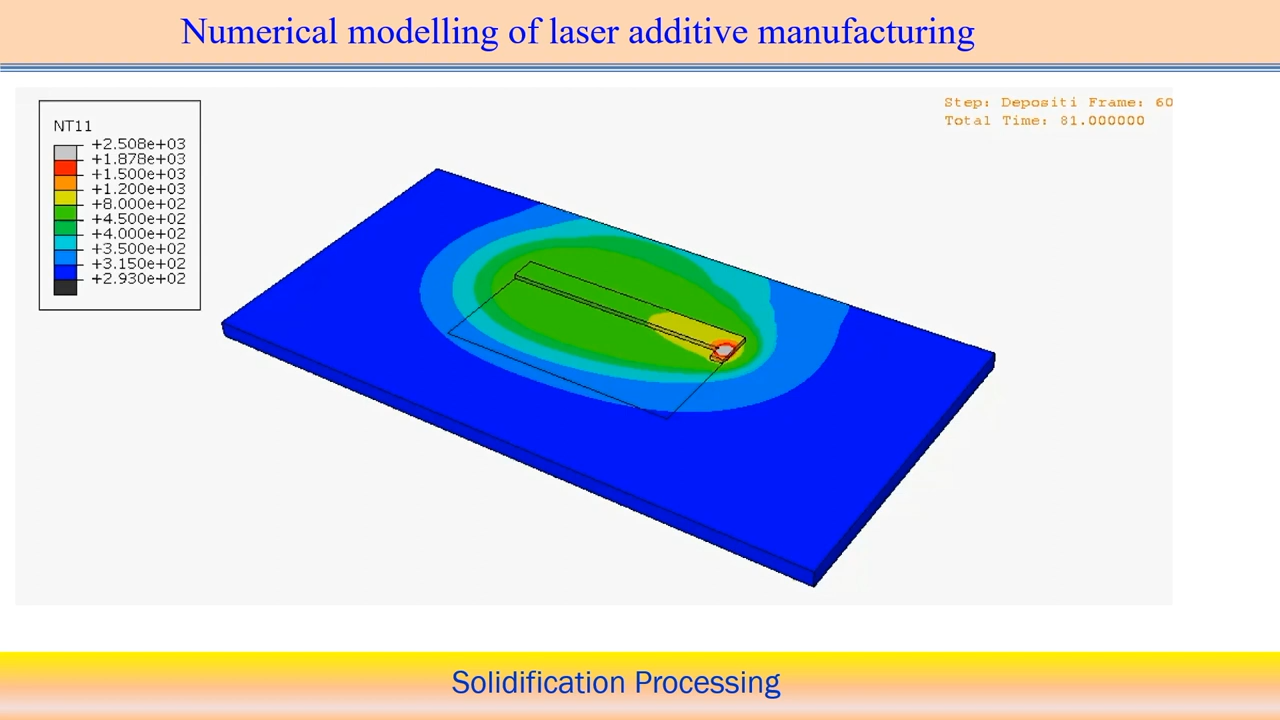 Numerical modelling of laser additive manufacturing
Step: Depositi Frame: 60
Total Time: 81.000000
NT11
+2.508e+03
+1.878e+03
+1.500e+03
+1.200e+03
+8.000e+02
+4.500e+02
+4.000e+02
+3.500e+02
+3.150e+02
+2.930e+02
Solidification Processing